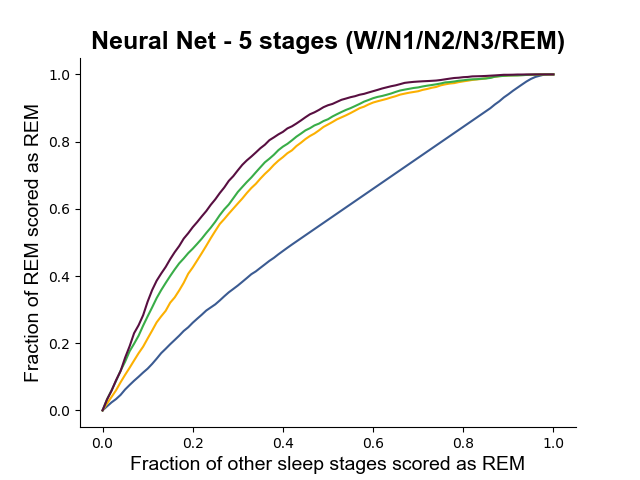 Neural Net - 5 stages (W/N1/N2/N3/REM)
Fraction of REM scored as REM
1.0
0.8
0.6
0.4
0.2
0.0
0.0 0.2 0.4 0.6 0.8 1.0
Fraction of other sleep stages scored as REM